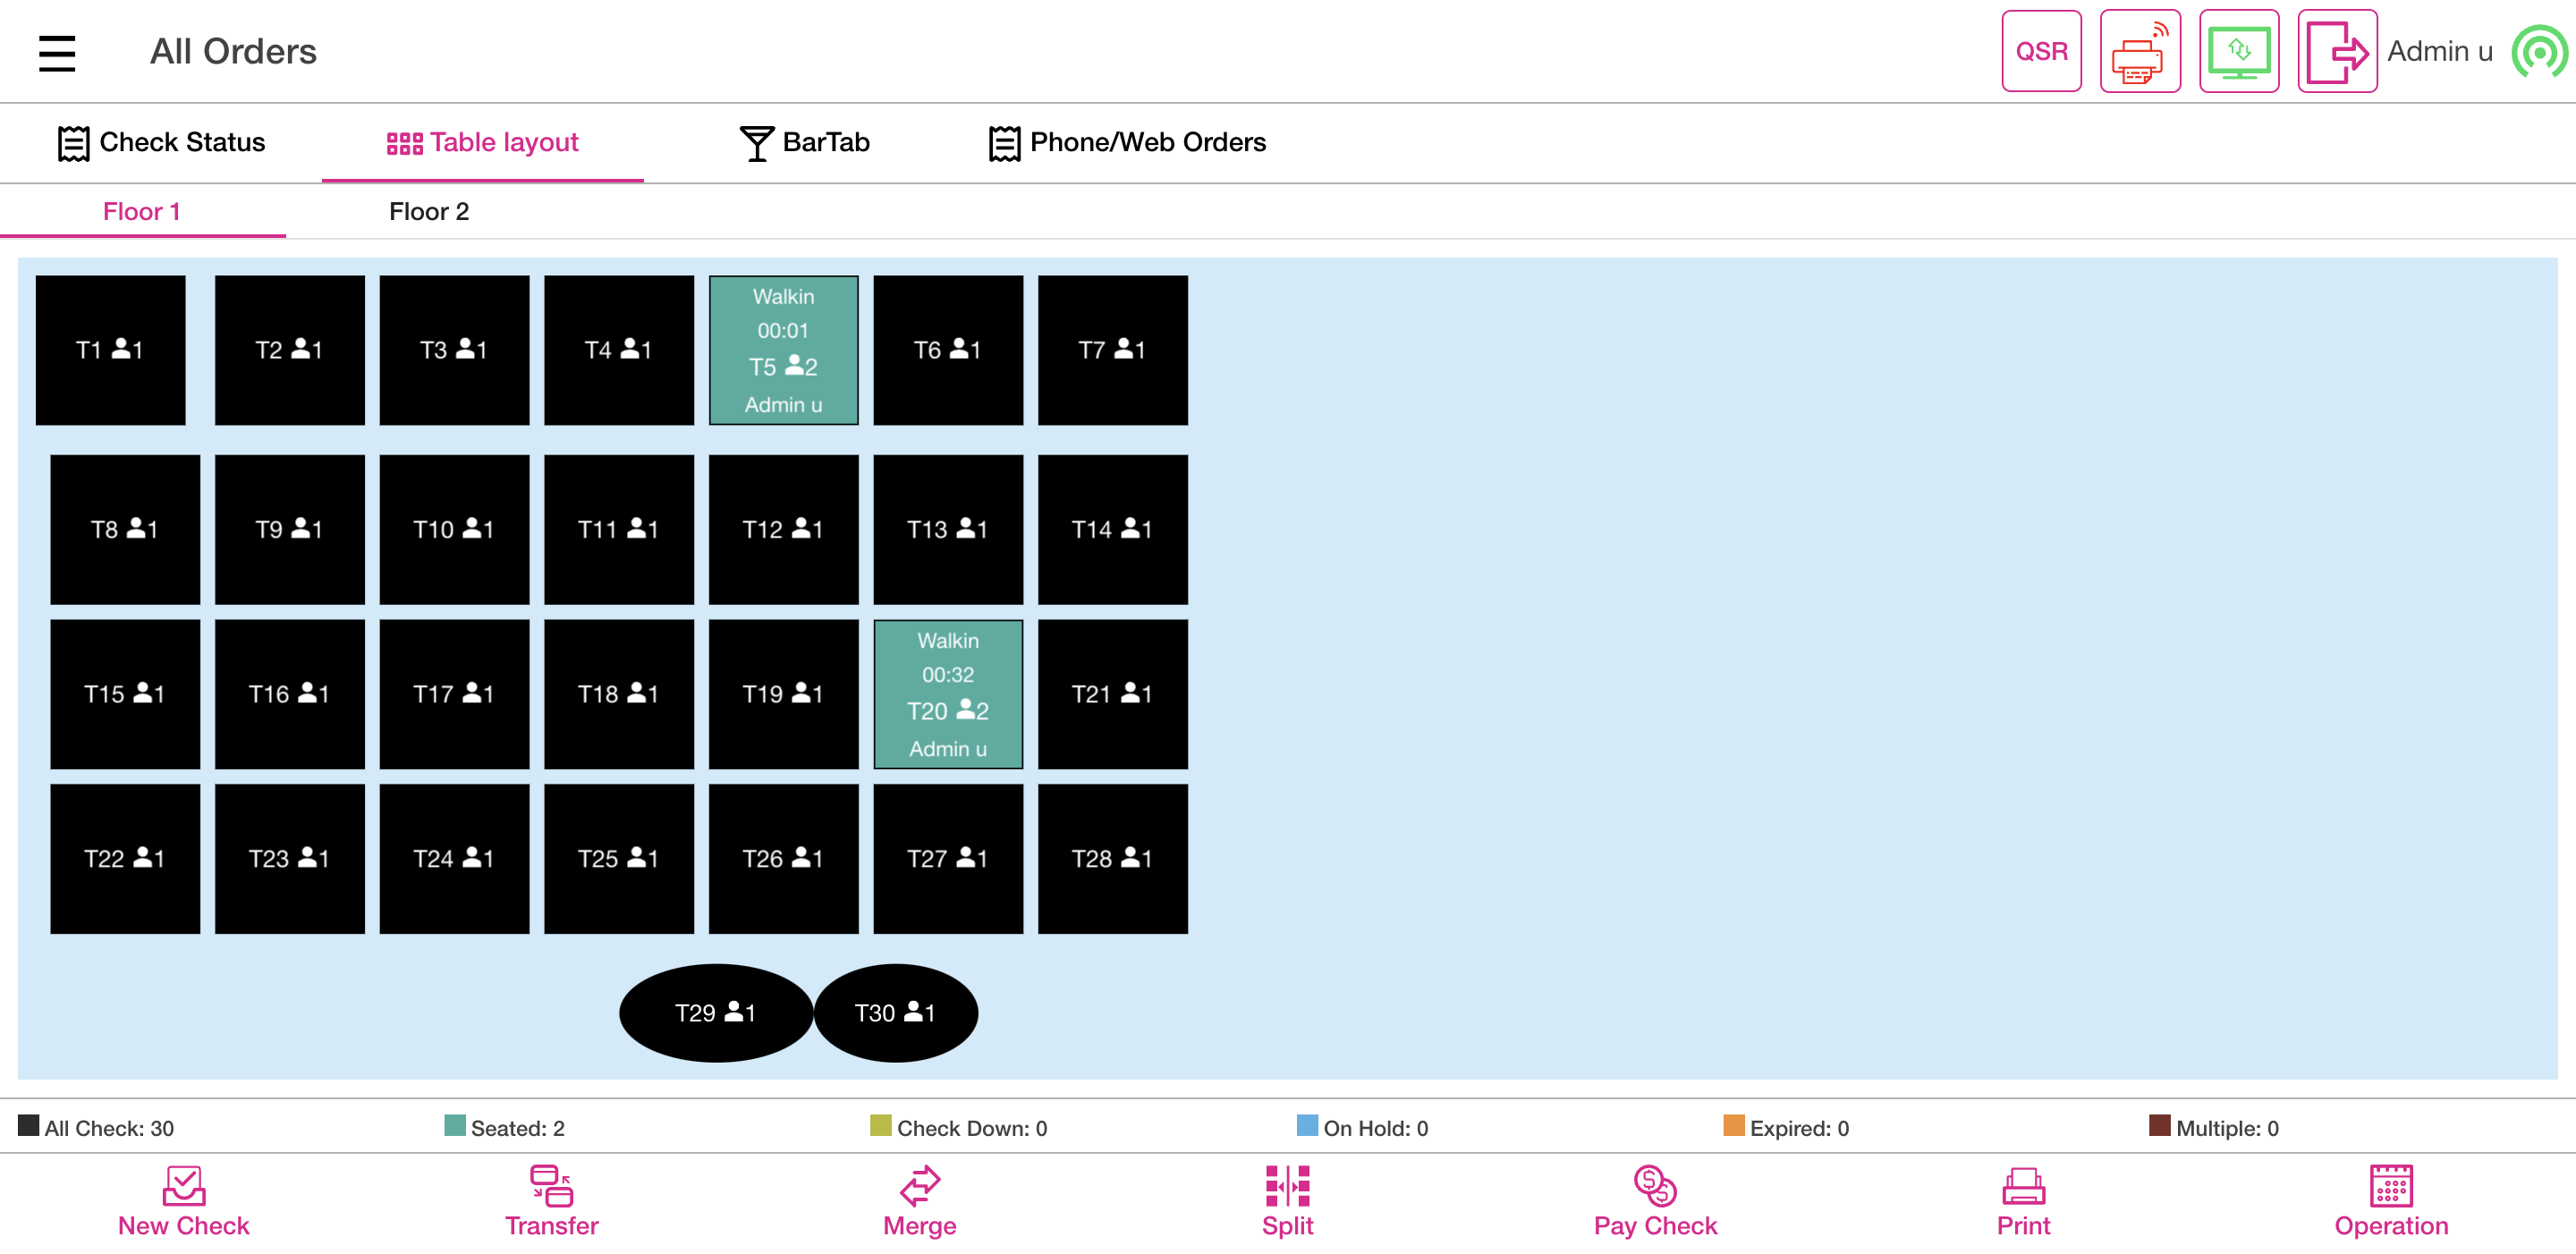 All Orders
QSR
Admin u
Check Status
Table layout
BarTab
Phone/Web Orders
Floor 1
Floor 2
T1 1
T2 1
T3 1
T4 1
Walkin
00:01
T5 2
Admin u
T6 1
T7 1
T8 1
T9 1
T10 1
T11 1
T12 1
T13 1
T14 1
T15 1
T16 1
T17 1
T18 1
T19 1
Walkin
00:32
T20 2
Admin u
T21 1
T22 1
T23 1
T24 1
T25 1
T26 1
T27 1
T28 1
T29 1
T30 1
All Check: 30
Seated: 2
Check Down: 0
On Hold: 0
Expired: 0
Multiple: 0
New Check
Transfer
Merge
Split
Pay Check
Print
Operation